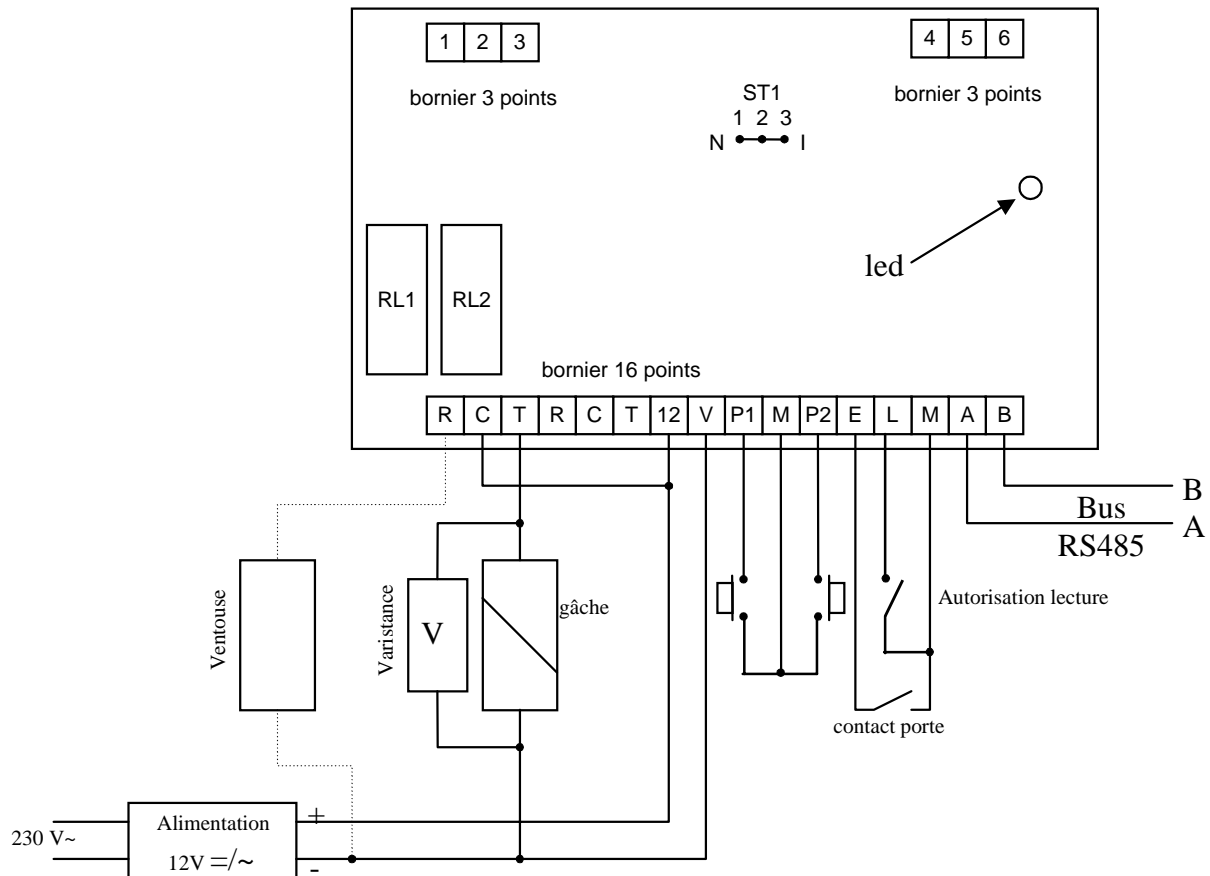 1 2 3
4 5 6
bornier 3 points
bornier 3 points
ST1
1 2 3
N I
led
RL1 RL2
bornier 16 points
R C T R C T 12 V P1 M P2 E L M A B
B
Bus
A
RS485
Ventouse
Varistance
V
gâche
Autorisation lecture
contact porte
230 V~
Alimentation
12V =/~
+
-